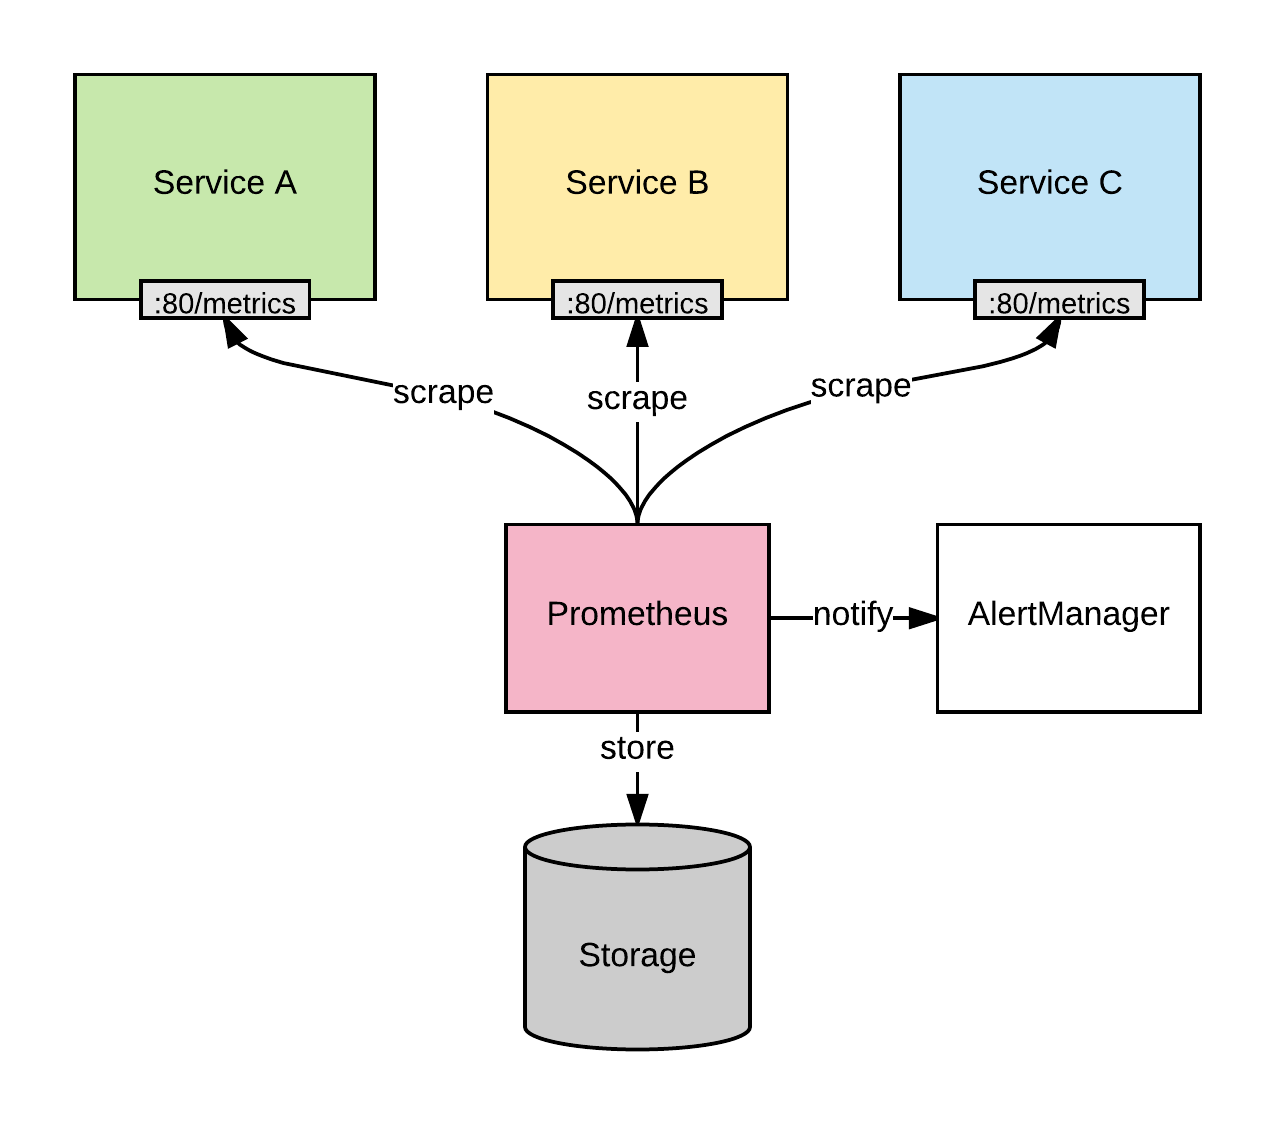 Service A
Service B
Service C
:80/metrics
:80/metrics
:80/metrics
scrape
scrape
scrape
Prometheus
notify
AlertManager
store
Storage